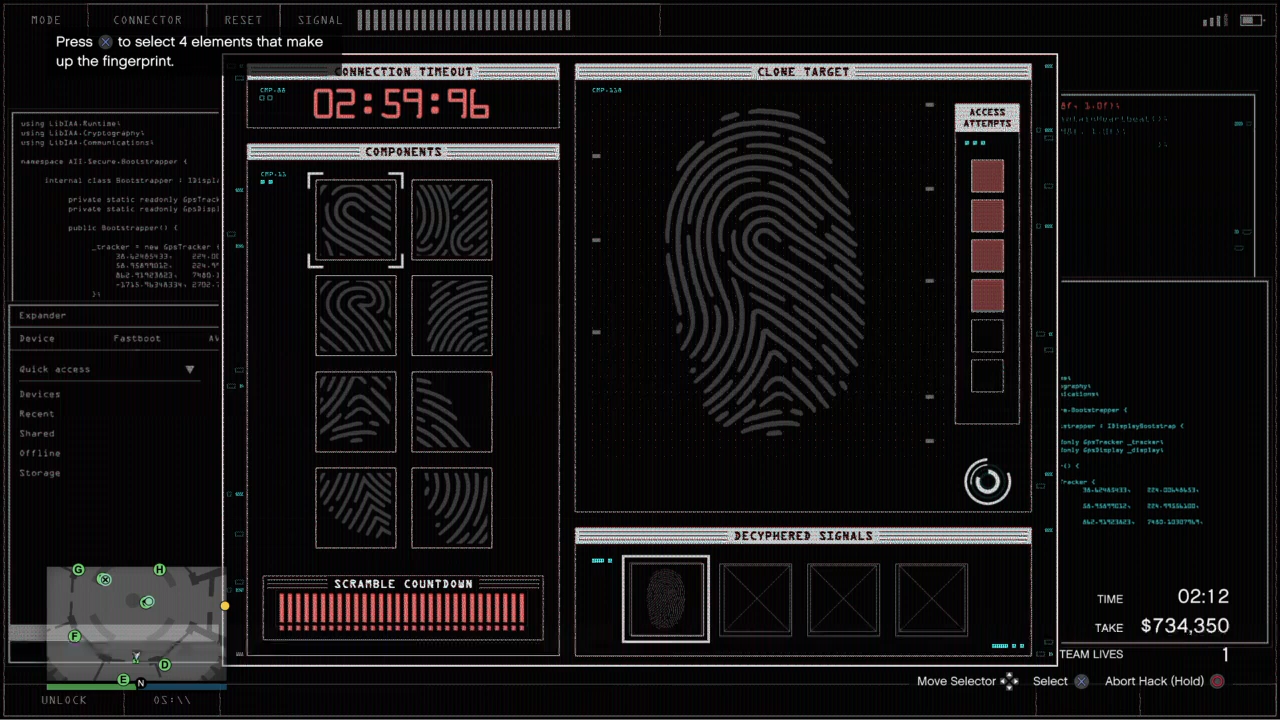 MODE
CONNECTOR
RESET
SIGNAL
Press to select 4 elements that make
up the fingerprint.
CONNECTION TIMEOUT
02:59:96
COMPONENTS
SCRAMBLE COUNTDOWN
CLONE TARGET
ACCESS
ATTEMPTS
DECYPHERED SIGNALS
using LibIAA.Runtime;
using LibIAA.Cryptography;
using LibIAA.Communications;
namespace AII.Secure.Bootstrapper {
internal class Bootstrapper : IDispla
private static readonly GpsTrack
private static readonly GpsDispl
public Bootstrapper() {
_tracker = new GpsTracker {
Expander
Device
Fastboot
Quick access
Devices
Recent
Shared
Offline
Storage
G
H
F
D
E
N
UNLOCK
TIME 02:12
TAKE $734,350
TEAM LIVES 1
Move Selector
Select
Abort Hack (Hold)